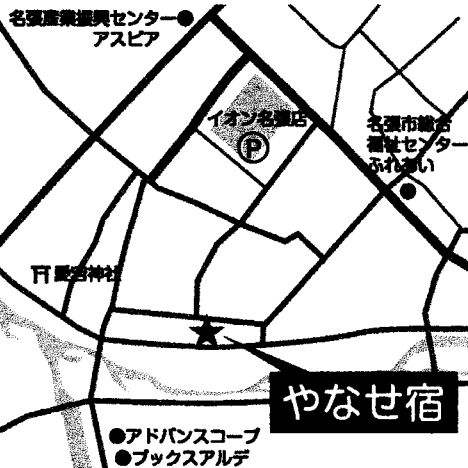 名張産業振興センター
アスピア
イオン名張店
P
名張市総合
福祉センター
ふれあい
愛宕神社
やなせ宿
アドバンスコープ
ブックスアルデ